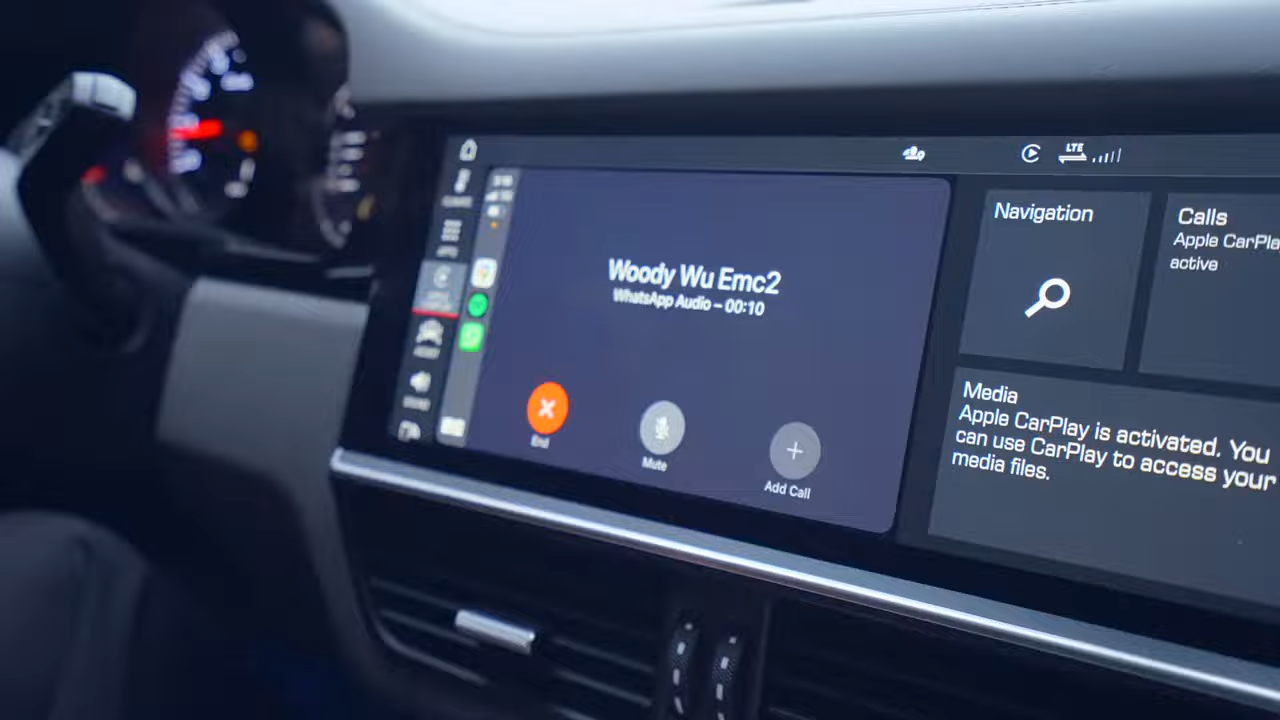 LTE
Woody Wu Emc2
WhatsApp Audio – 00:10
End
Mute
Add Call
Navigation
Calls
Apple CarPla
active
Media
Apple CarPlay is activated. You
can use CarPlay to access your
media files.